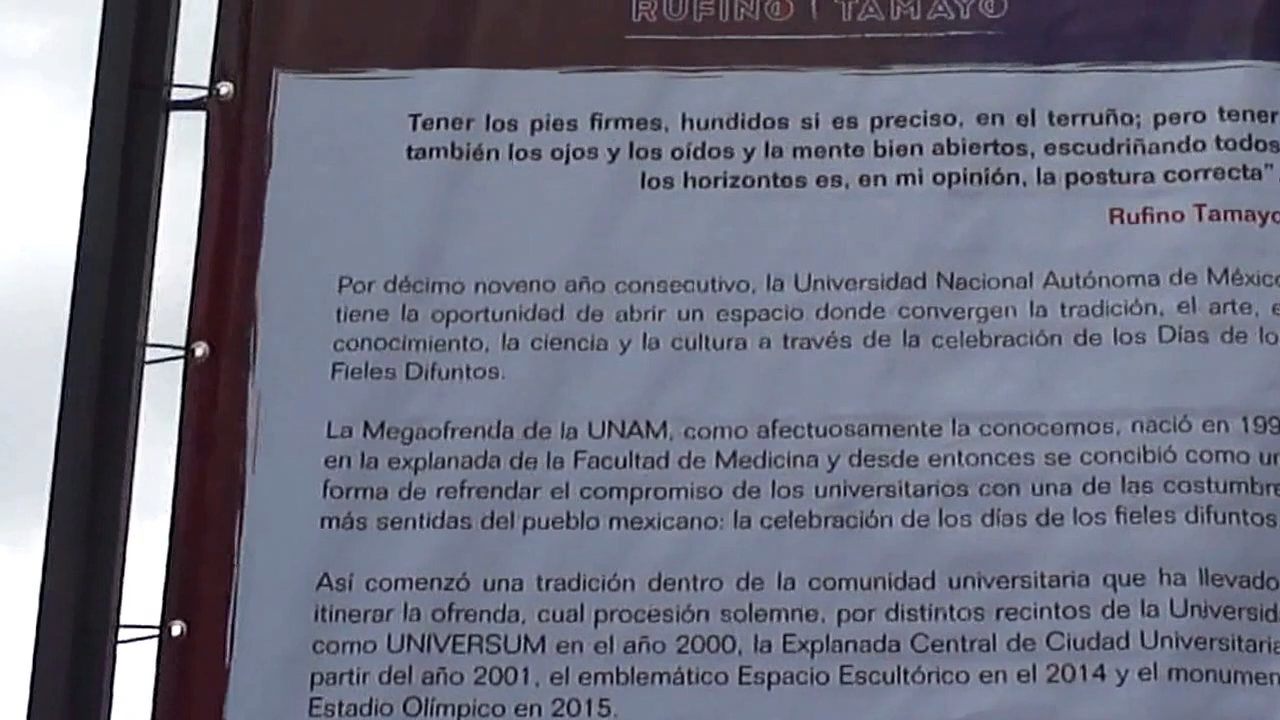 RUFINO | TAMAYO
Tener los pies firmes, hundidos si es preciso, en el terruño; pero tener
también los ojos y los oídos y la mente bien abiertos, escudriñando todos
los horizontes es, en mi opinión, la postura correcta".
Rufino Tamayo
Por décimo noveno año consecutivo, la Universidad Nacional Autónoma de Méxic
tiene la oportunidad de abrir un espacio donde convergen la tradición, el arte, e
conocimiento, la ciencia y la cultura a través de la celebración de los Días de lo
Fieles Difuntos.
La Megaofrenda de la UNAM, como afectuosamente la conocemos, nació en 199
en la explanada de la Facultad de Medicina y desde entonces se concibió como un
forma de refrendar el compromiso de los universitarios con una de las costumbre
más sentidas del pueblo mexicano: la celebración de los días de los fieles difuntos.
Así comenzó una tradición dentro de la comunidad universitaria que ha llevado
itinerar la ofrenda, cual procesión solemne, por distintos recintos de la Universid
como UNIVERSUM en el año 2000, la Explanada Central de Ciudad Universitaria
partir del año 2001, el emblemático Espacio Escultórico en el 2014 y el monumen
Estadio Olímpico en 2015.